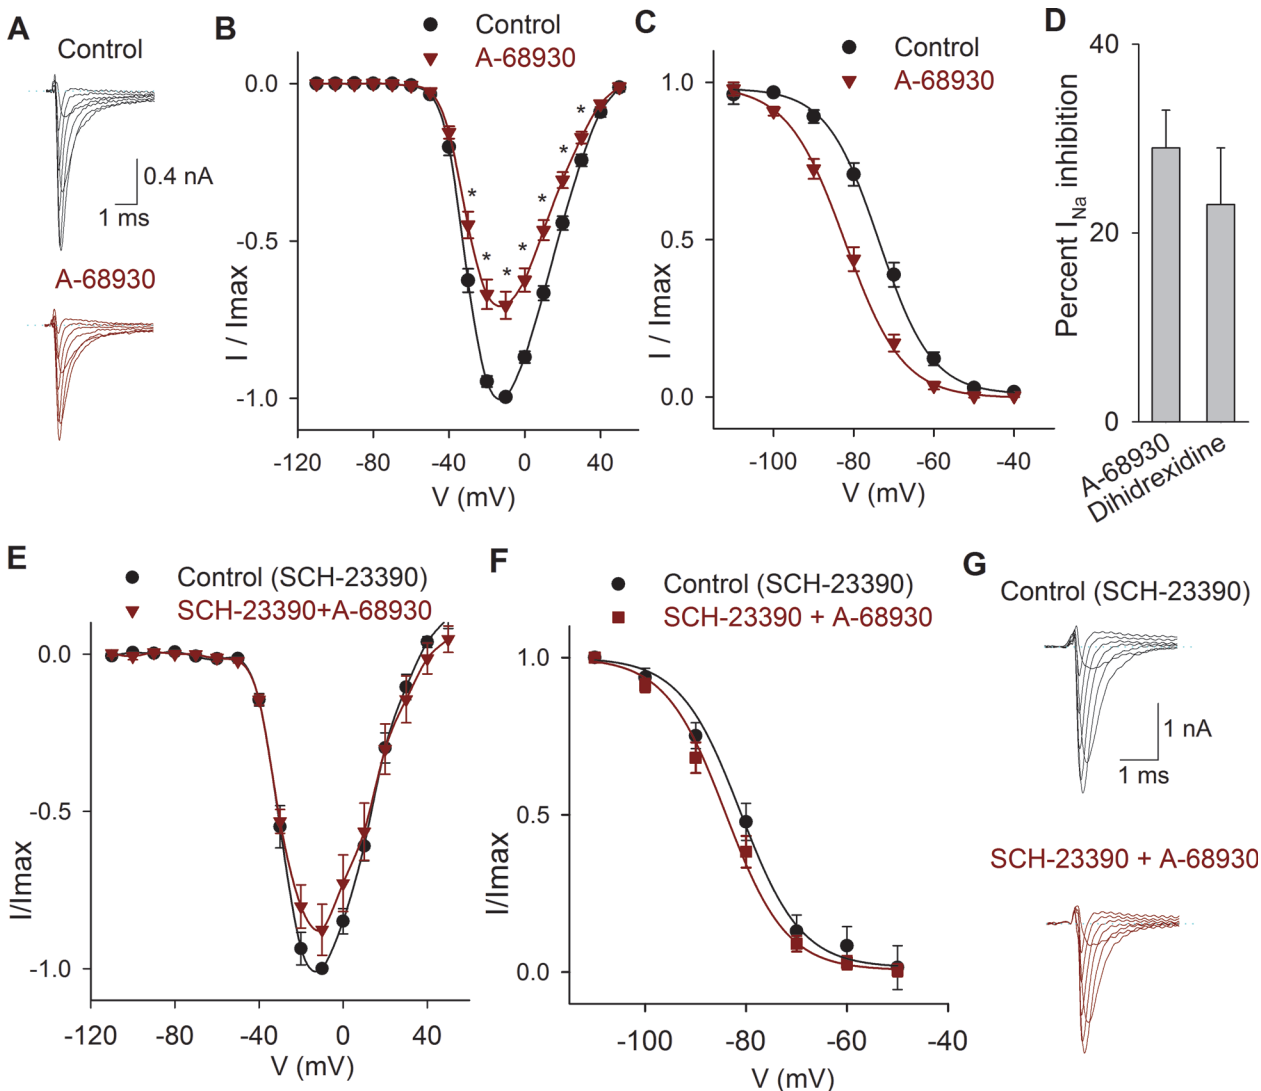 A
Control
0.4 nA
1 ms
A-68930
B
Control
A-68930
0.0
-0.5
-1.0
I / Imax
* * * * * * *
-120 -80 -40 0 40
V (mV)
C
Control
A-68930
1.0
0.5
0.0
I / Imax
-100 -80 -60 -40
V (mV)
D
40
20
0
Percent INa inhibition
A-68930
Dihidrexidine
E
Control (SCH-23390)
SCH-23390+A-68930
0.0
-0.5
-1.0
I/Imax
-120 -80 -40 0 40
V (mV)
F
Control (SCH-23390)
SCH-23390 + A-68930
1.0
0.5
0.0
I/Imax
-100 -80 -60 -40
V (mV)
G
Control (SCH-23390)
1 nA
1 ms
SCH-23390 + A-68930